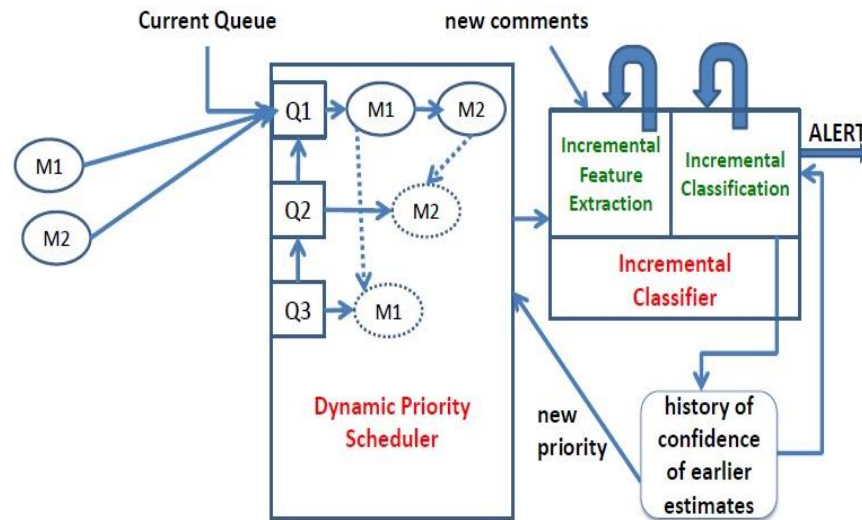 Current Queue
new comments
M1
M2
Q1
M1
M2
Q2
M2
Q3
M1
Dynamic Priority
Scheduler
Incremental
Feature
Extraction
Incremental
Classification
ALERT
Incremental
Classifier
new
priority
history of
confidence
of earlier
estimates